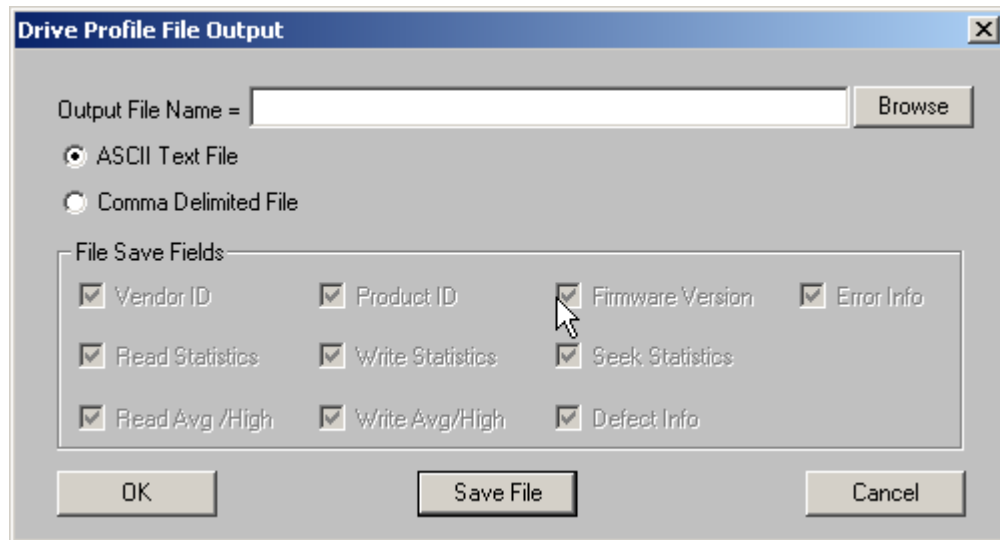 Drive Profile File Output
Output File Name = Browse
ASCII Text File
Comma Delimited File
File Save Fields
Vendor ID Product ID Firmware Version Error Info
Read Statistics Write Statistics Seek Statistics
Read Avg /High Write Avg/High Defect Info
OK Save File Cancel